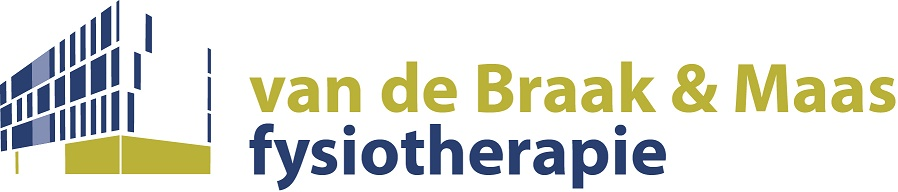 van de Braak & Maas
fysiotherapie